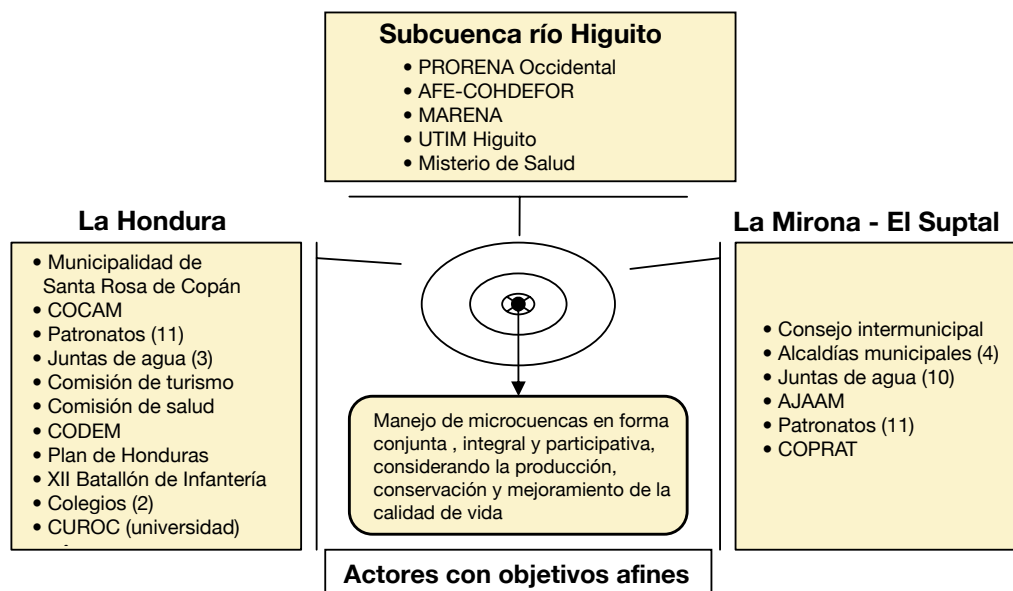 Subcuenca río Higuito
• PRORENA Occidental
• AFE-COHDEFOR
• MARENA
• UTIM Higuito
• Misterio de Salud
La Hondura
• Municipalidad de
Santa Rosa de Copán
• COCAM
• Patronatos (11)
• Juntas de agua (3)
• Comisión de turismo
• Comisión de salud
• CODEM
• Plan de Honduras
• XII Batallón de Infantería
• Colegios (2)
• CUROC (universidad)
La Mirona - El Suptal
• Consejo intermunicipal
• Alcaldías municipales (4)
• Juntas de agua (10)
• AJAAM
• Patronatos (11)
• COPRAT
Manejo de microcuencas en forma
conjunta , integral y participativa,
considerando la producción,
conservación y mejoramiento de la
calidad de vida
Actores con objetivos afines